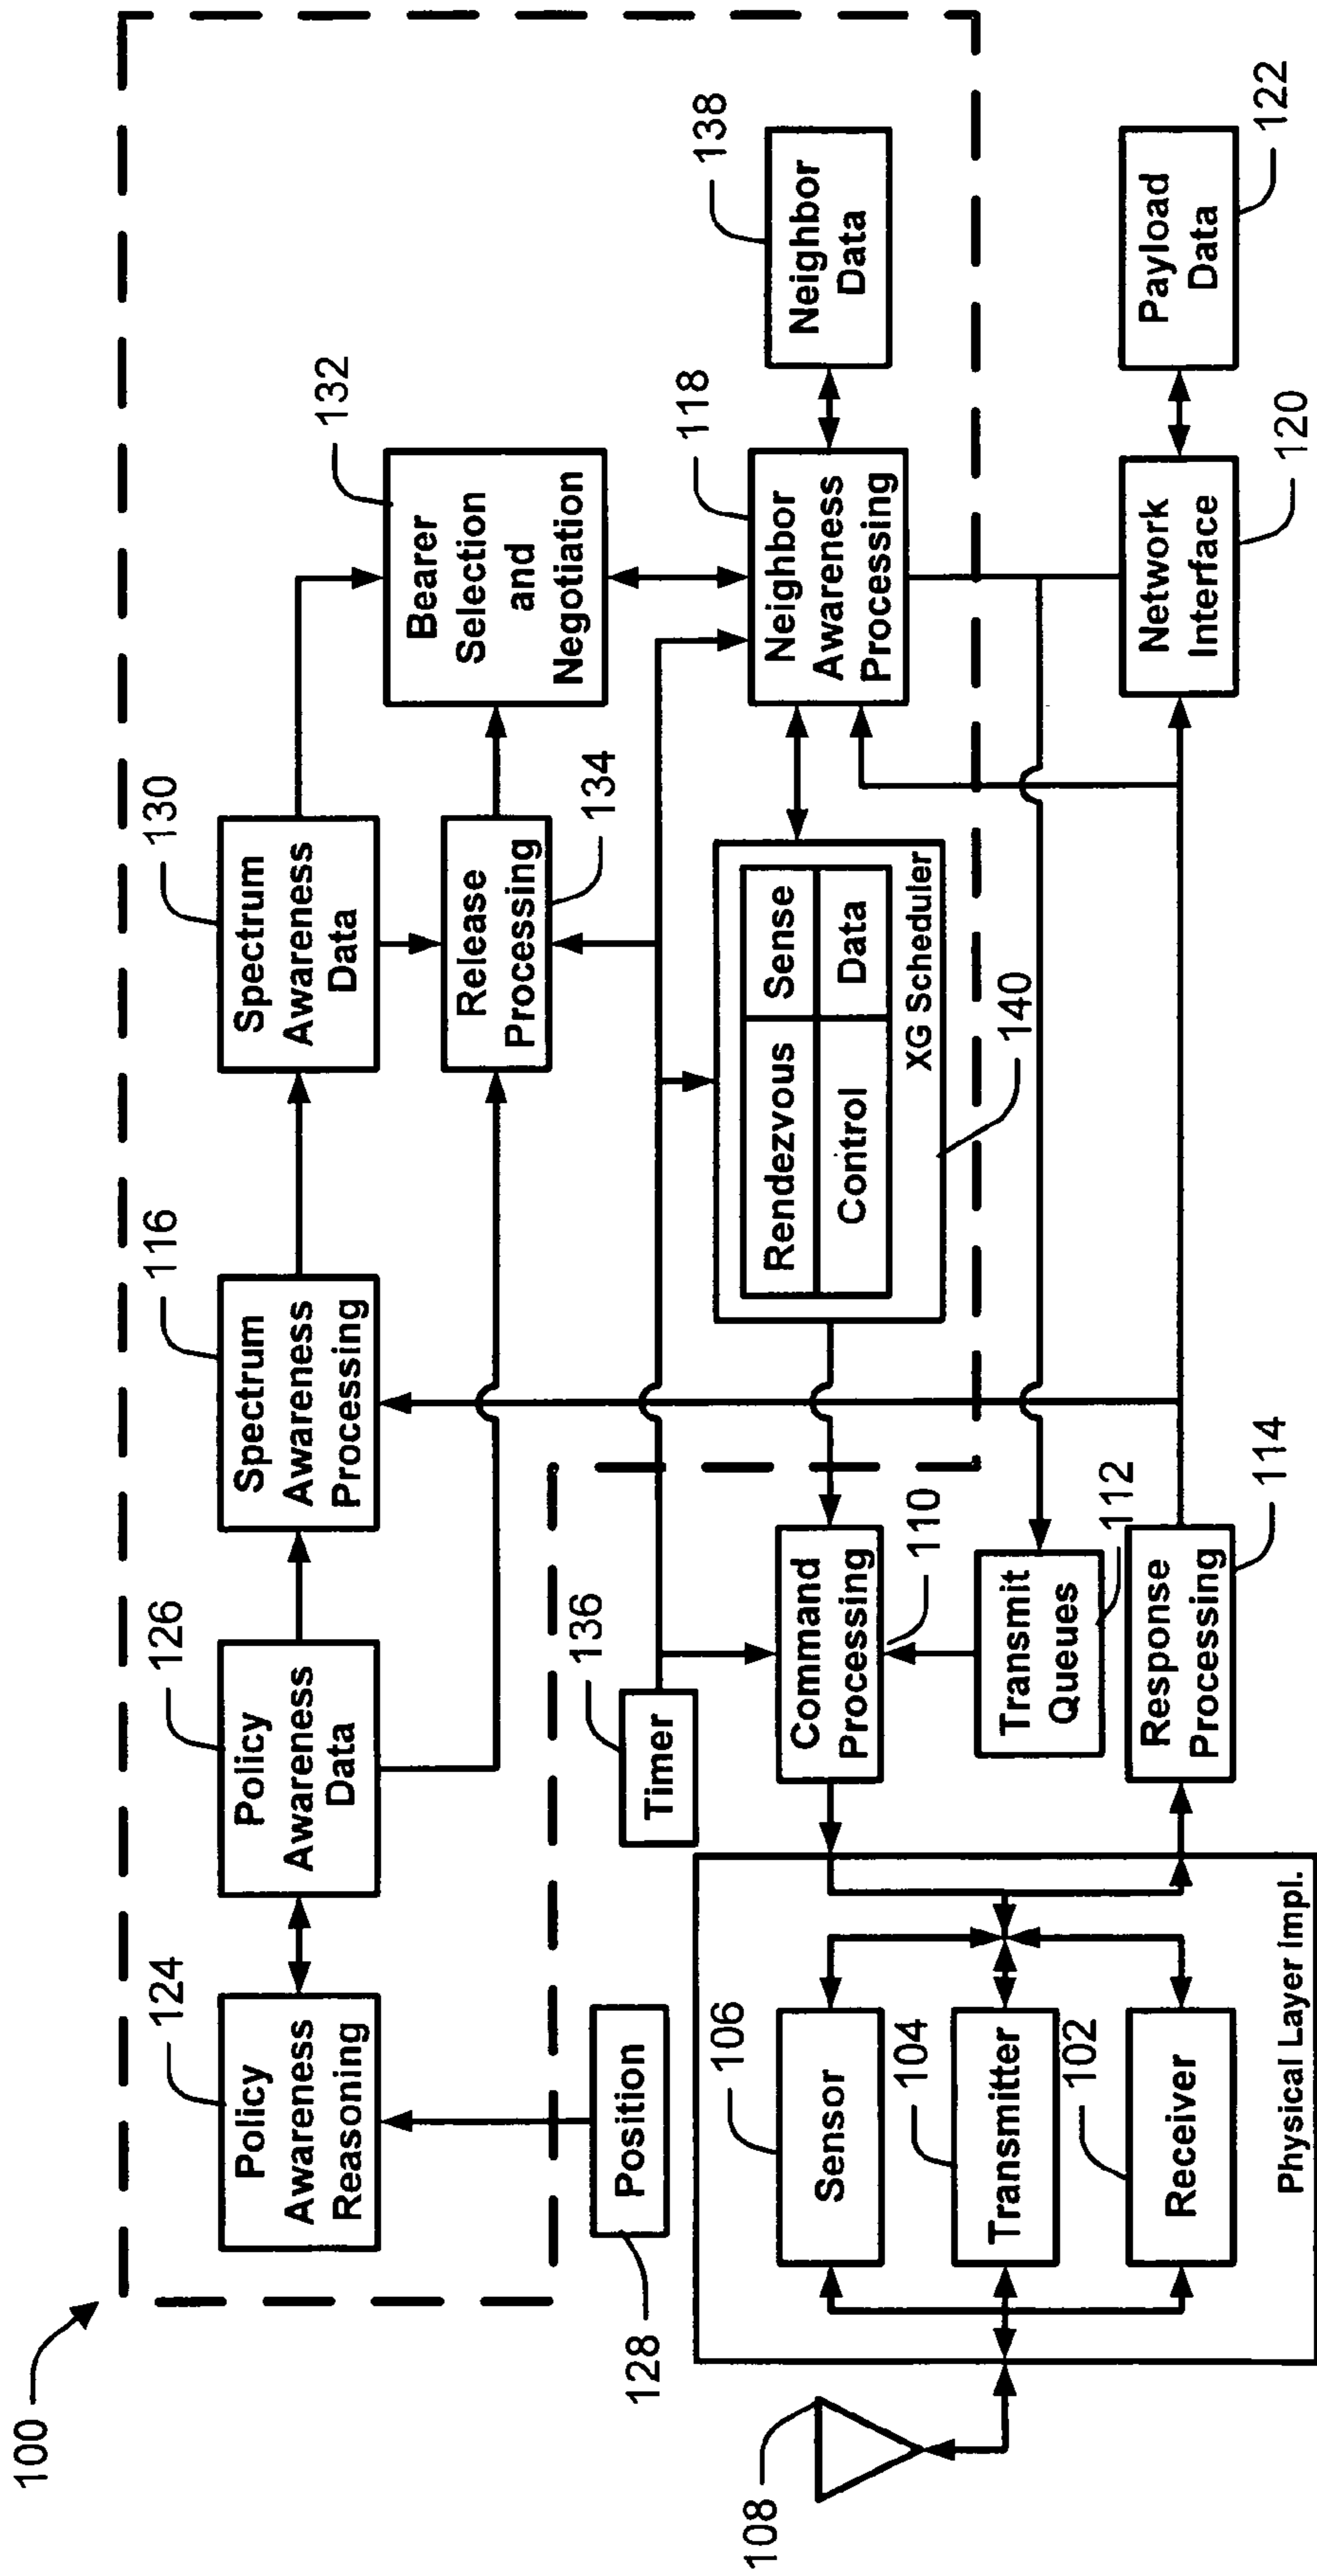 100
124
Policy
Awareness
Reasoning
126
Policy
Awareness
Data
116
Spectrum
Awareness
Processing
130
Spectrum
Awareness
Data
132
Bearer
Selection
and
Negotiation
Release
Processing
134
128
Position
136
Timer
118
Neighbor
Awareness
Processing
138
Neighbor
Data
Rendezvous
Sense
Control
Data
XG Scheduler
140
108
106
Sensor
104
Transmitter
102
Receiver
Physical Layer Impl.
Command
Processing
110
Transmit
Queues
112
Response
Processing
114
Network
Interface
120
Payload
Data
122